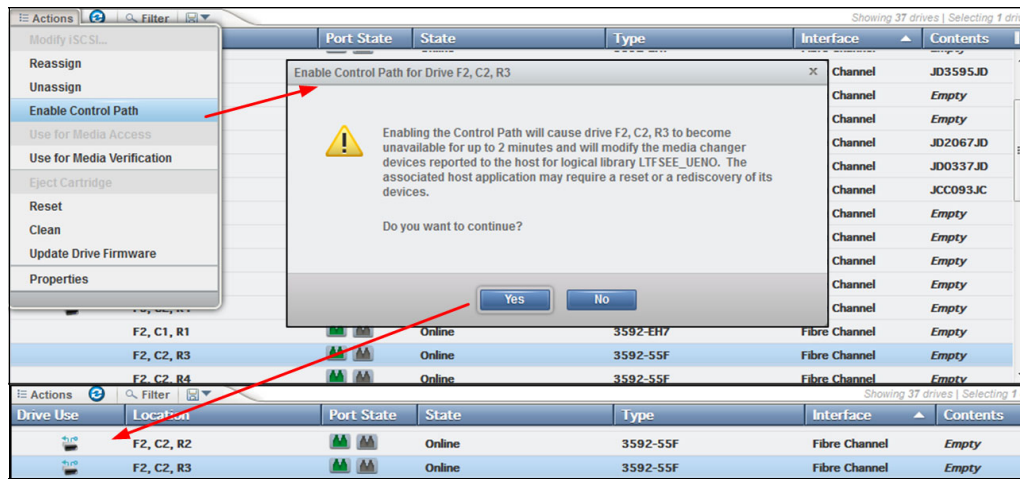 Actions Filter Showing 37 drives | Selecting 1
Port State State Type Interface Contents
Modify iSCSI...
Reassign
Unassign
Enable Control Path
Use for Media Access
Use for Media Verification
Eject Cartridge
Reset
Clean
Update Drive Firmware
Properties
Enable Control Path for Drive F2, C2, R3 x
Enabling the Control Path will cause drive F2, C2, R3 to become
unavailable for up to 2 minutes and will modify the media changer
devices reported to the host for logical library LTFSEE_UENO. The
associated host application may require a reset or a rediscovery of its
devices.
Do you want to continue?
Yes No
Channel JD3595JD
Channel Empty
Channel Empty
Channel JD2067JD
Channel JD0337JD
Channel JCC093JC
Channel Empty
Channel Empty
Channel Empty
Channel Empty
Channel Empty
F2, C1, R1 Online 3592-EH7 Fibre Channel Empty
F2, C2, R3 Online 3592-55F Fibre Channel Empty
F2, C2, R4 Online 3592-55F Fibre Channel Empty
Actions Filter Showing 37 drives | Selecting 1
Drive Use Location Port State State Type Interface Contents
F2, C2, R2 Online 3592-55F Fibre Channel Empty
F2, C2, R3 Online 3592-55F Fibre Channel Empty